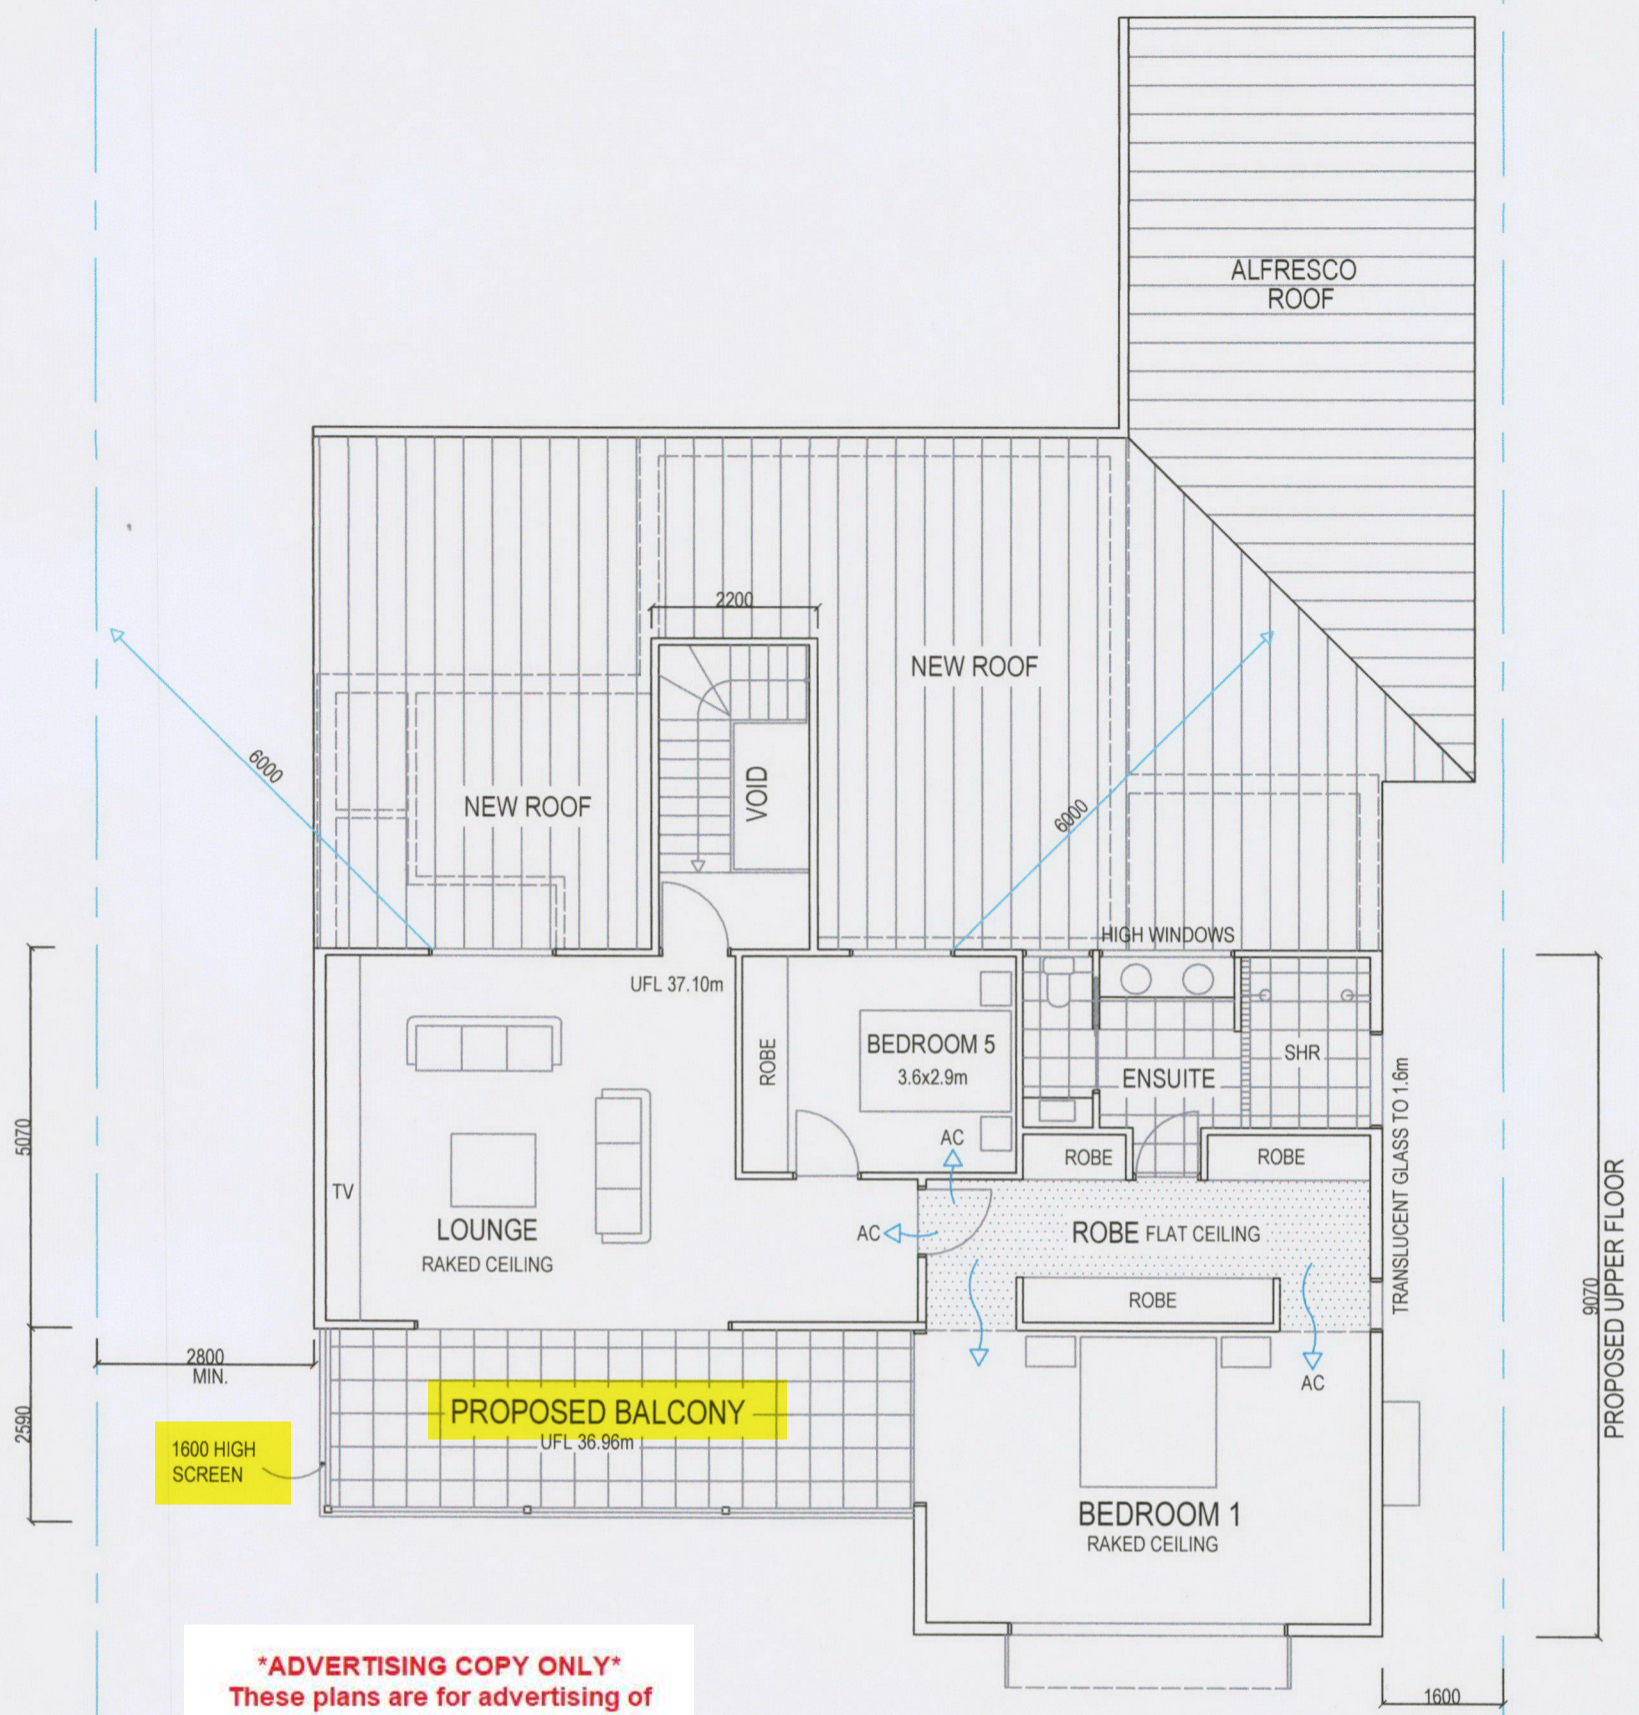 ALFRESCO
ROOF
2200
NEW ROOF
6000
NEW ROOF
VOID
6000
HIGH WINDOWS
UFL 37.10m
ROBE
BEDROOM 5
3.6x2.9m
ENSUITE
SHR
TRANSLUCENT GLASS TO 1.6m
5070
AC
ROBE
ROBE
TV
LOUNGE
RAKED CEILING
AC
ROBE FLAT CEILING
ROBE
9070
PROPOSED UPPER FLOOR
2800
MIN.
AC
2590
1600 HIGH
SCREEN
PROPOSED BALCONY
UFL 36.96m
BEDROOM 1
RAKED CEILING
*ADVERTISING COPY ONLY*
These plans are for advertising of
1600